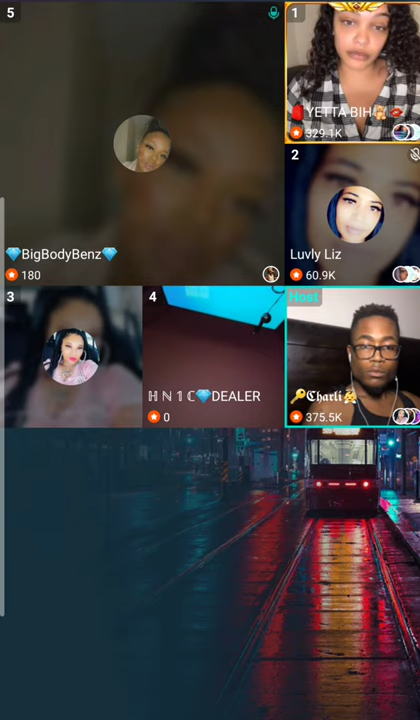 5
1
🌹YETTA BIH👸💋
329.1K
2
💎BigBodyBenz💎
180
Luvly Liz
60.9K
3
4
ℍ ℕ 𝟙 ℂ💎DEALER
0
Host
🔑𝕮𝖍𝖆𝖗𝖑𝖎👼
375.5K